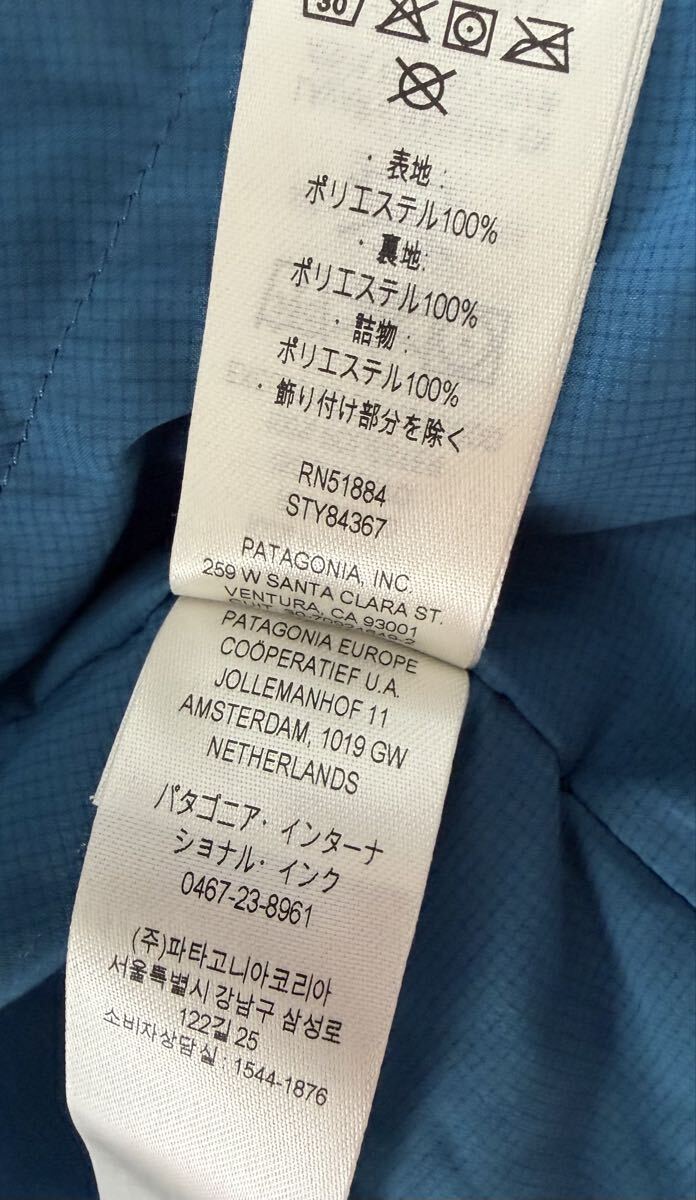 30
・表地:
ポリエステル100%
・裏地:
ポリエステル100%
・詰物:
ポリエステル100%
・飾り付け部分を除く
RN51884
STY84367
PATAGONIA, INC.
259 W SANTA CLARA ST.
VENTURA, CA 93001
PATAGONIA EUROPE
COÖPERATIEF U.A.
JOLLEMANHOF 11
AMSTERDAM, 1019 GW
NETHERLANDS
パタゴニア・インターナ
ショナル・インク
0467-23-8961
(주)파타고니아코리아
서울특별시 강남구 삼성로
122길 25
소비자상담실 : 1544-1876